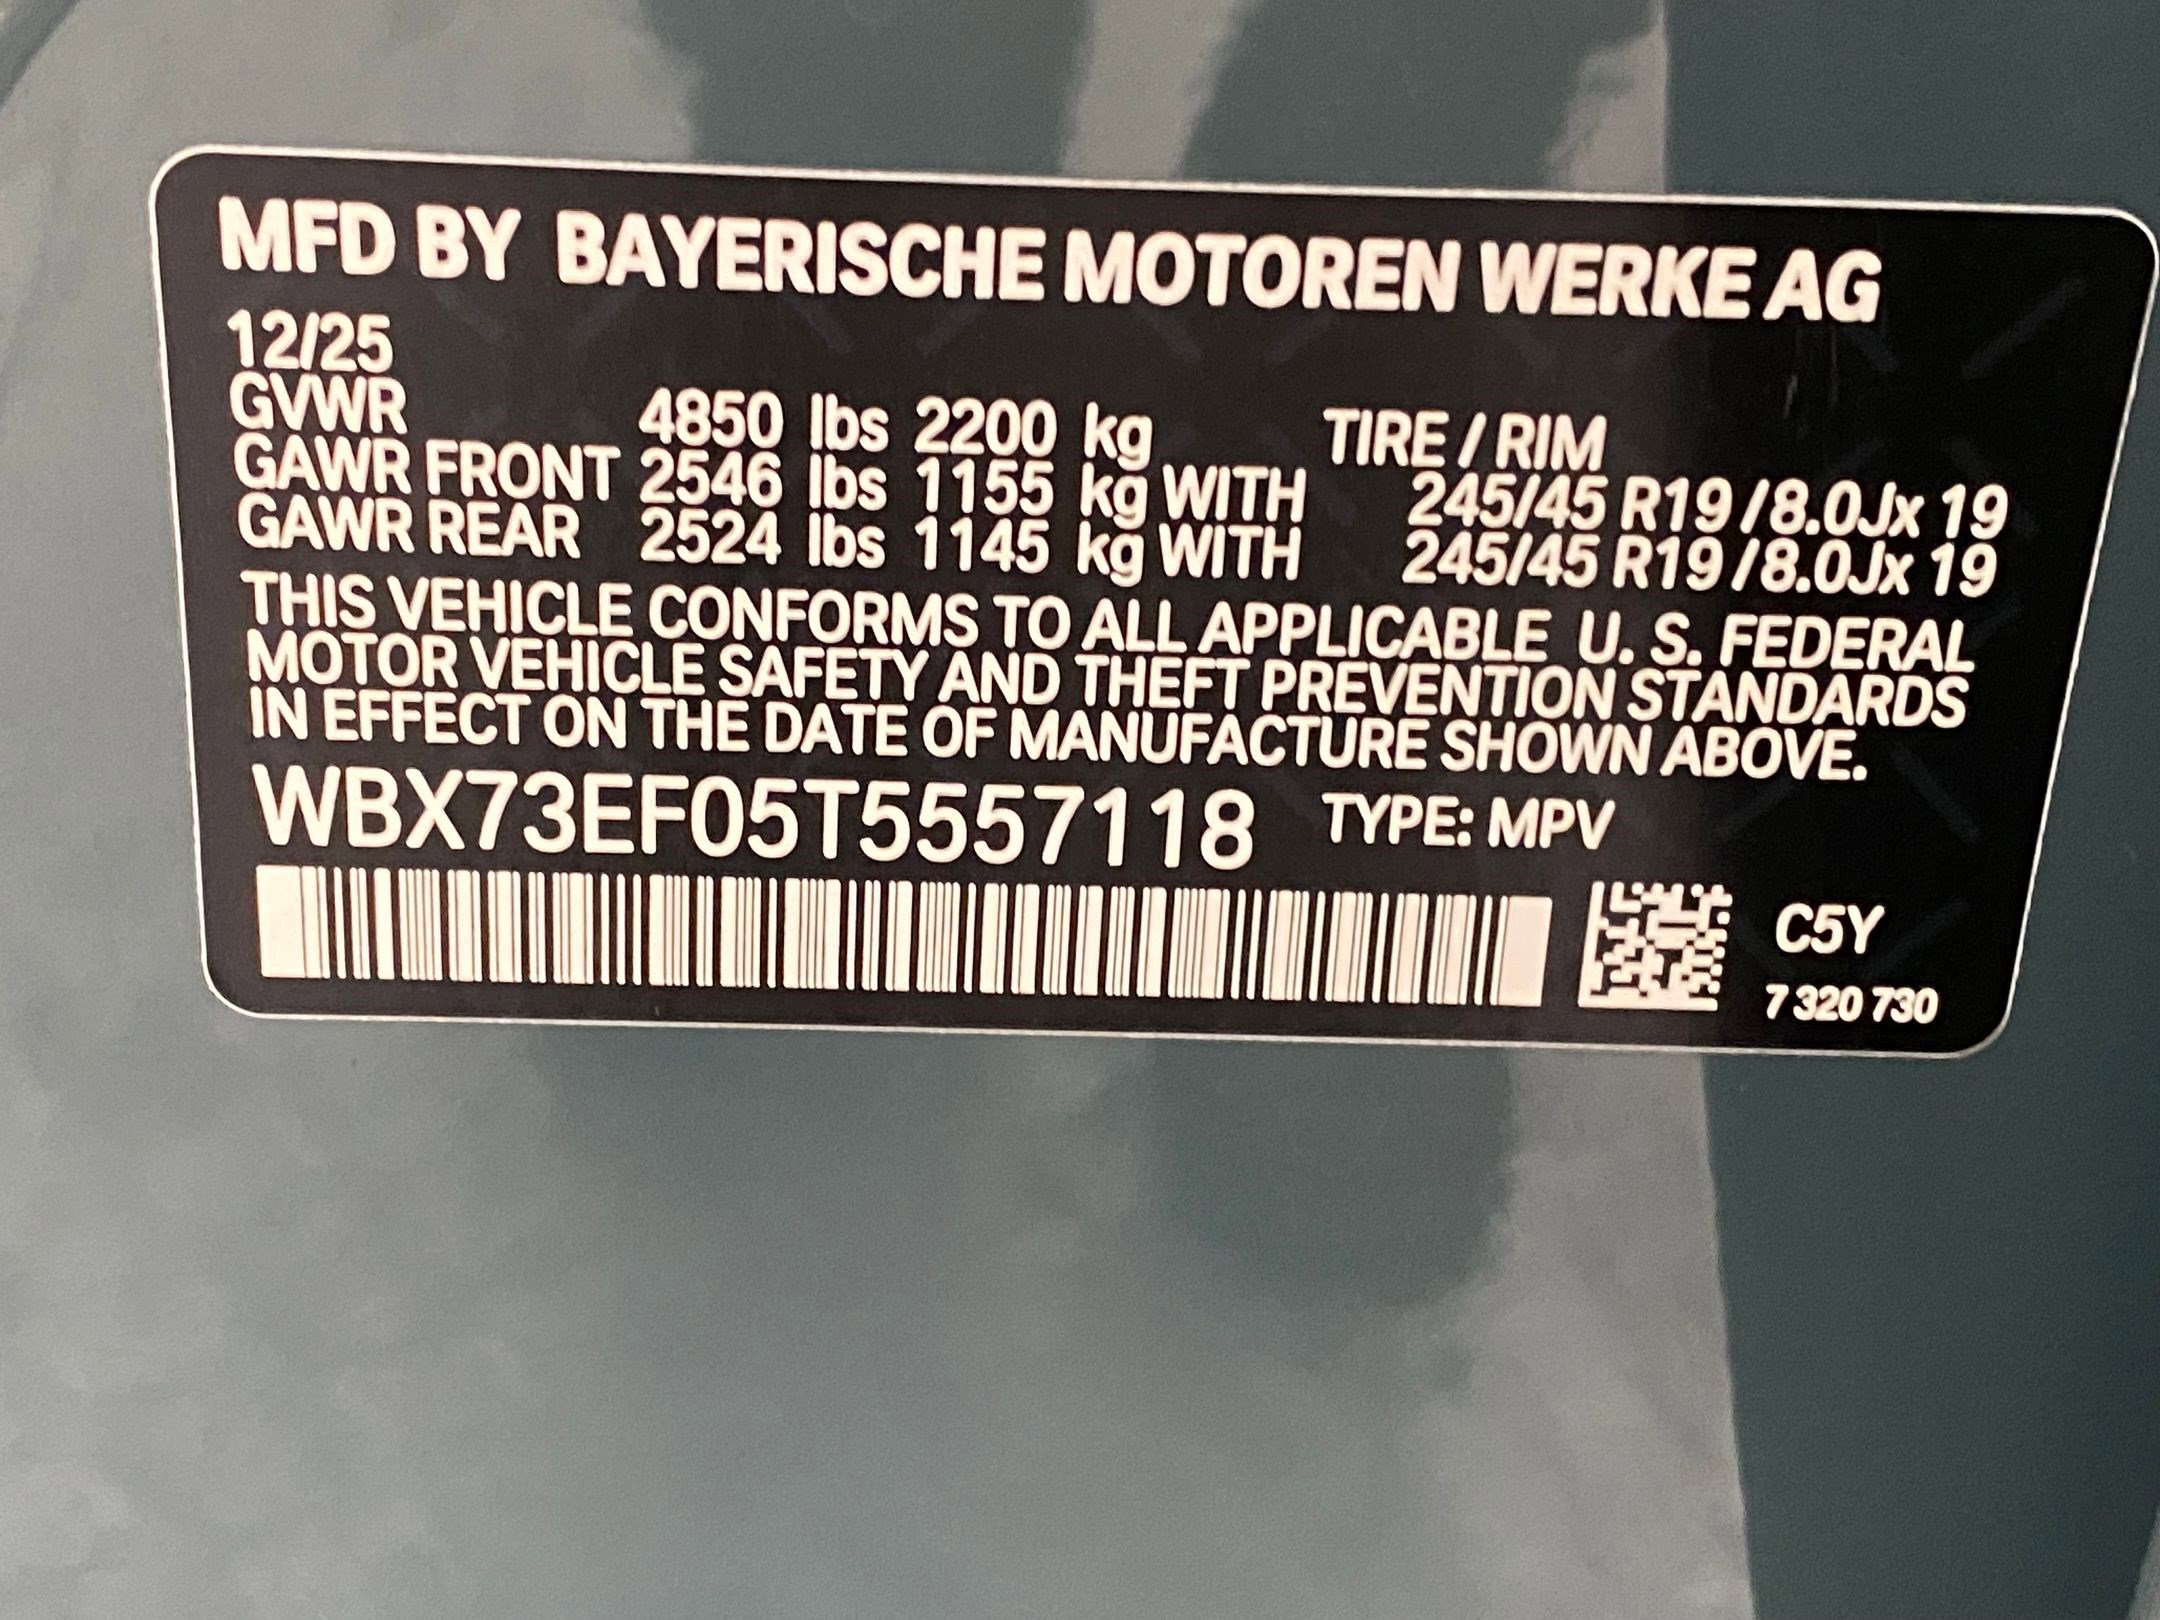 MFD BY BAYERISCHE MOTOREN WERKE AG
12/25
GVWR 4850 lbs 2200 kg TIRE / RIM
GAWR FRONT 2546 lbs 1155 kg WITH 245/45 R19 / 8.0Jx 19
GAWR REAR 2524 lbs 1145 kg WITH 245/45 R19 / 8.0Jx 19
THIS VEHICLE CONFORMS TO ALL APPLICABLE U. S. FEDERAL
MOTOR VEHICLE SAFETY AND THEFT PREVENTION STANDARDS
IN EFFECT ON THE DATE OF MANUFACTURE SHOWN ABOVE.
WBX73EF05T5557118 TYPE: MPV
C5Y
7 320 730